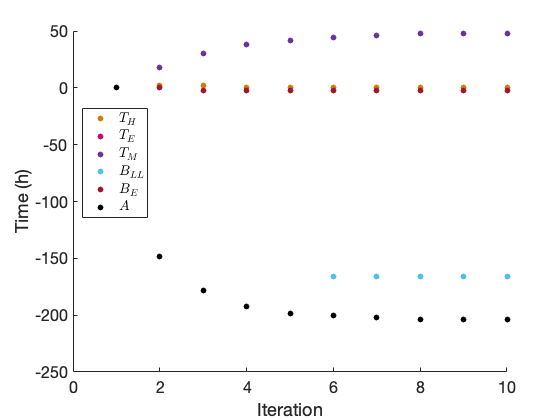 50
0
-50
-100
-150
-200
-250
Time (h)
T_H
T_E
T_M
B_LL
B_E
A
0 2 4 6 8 10
Iteration